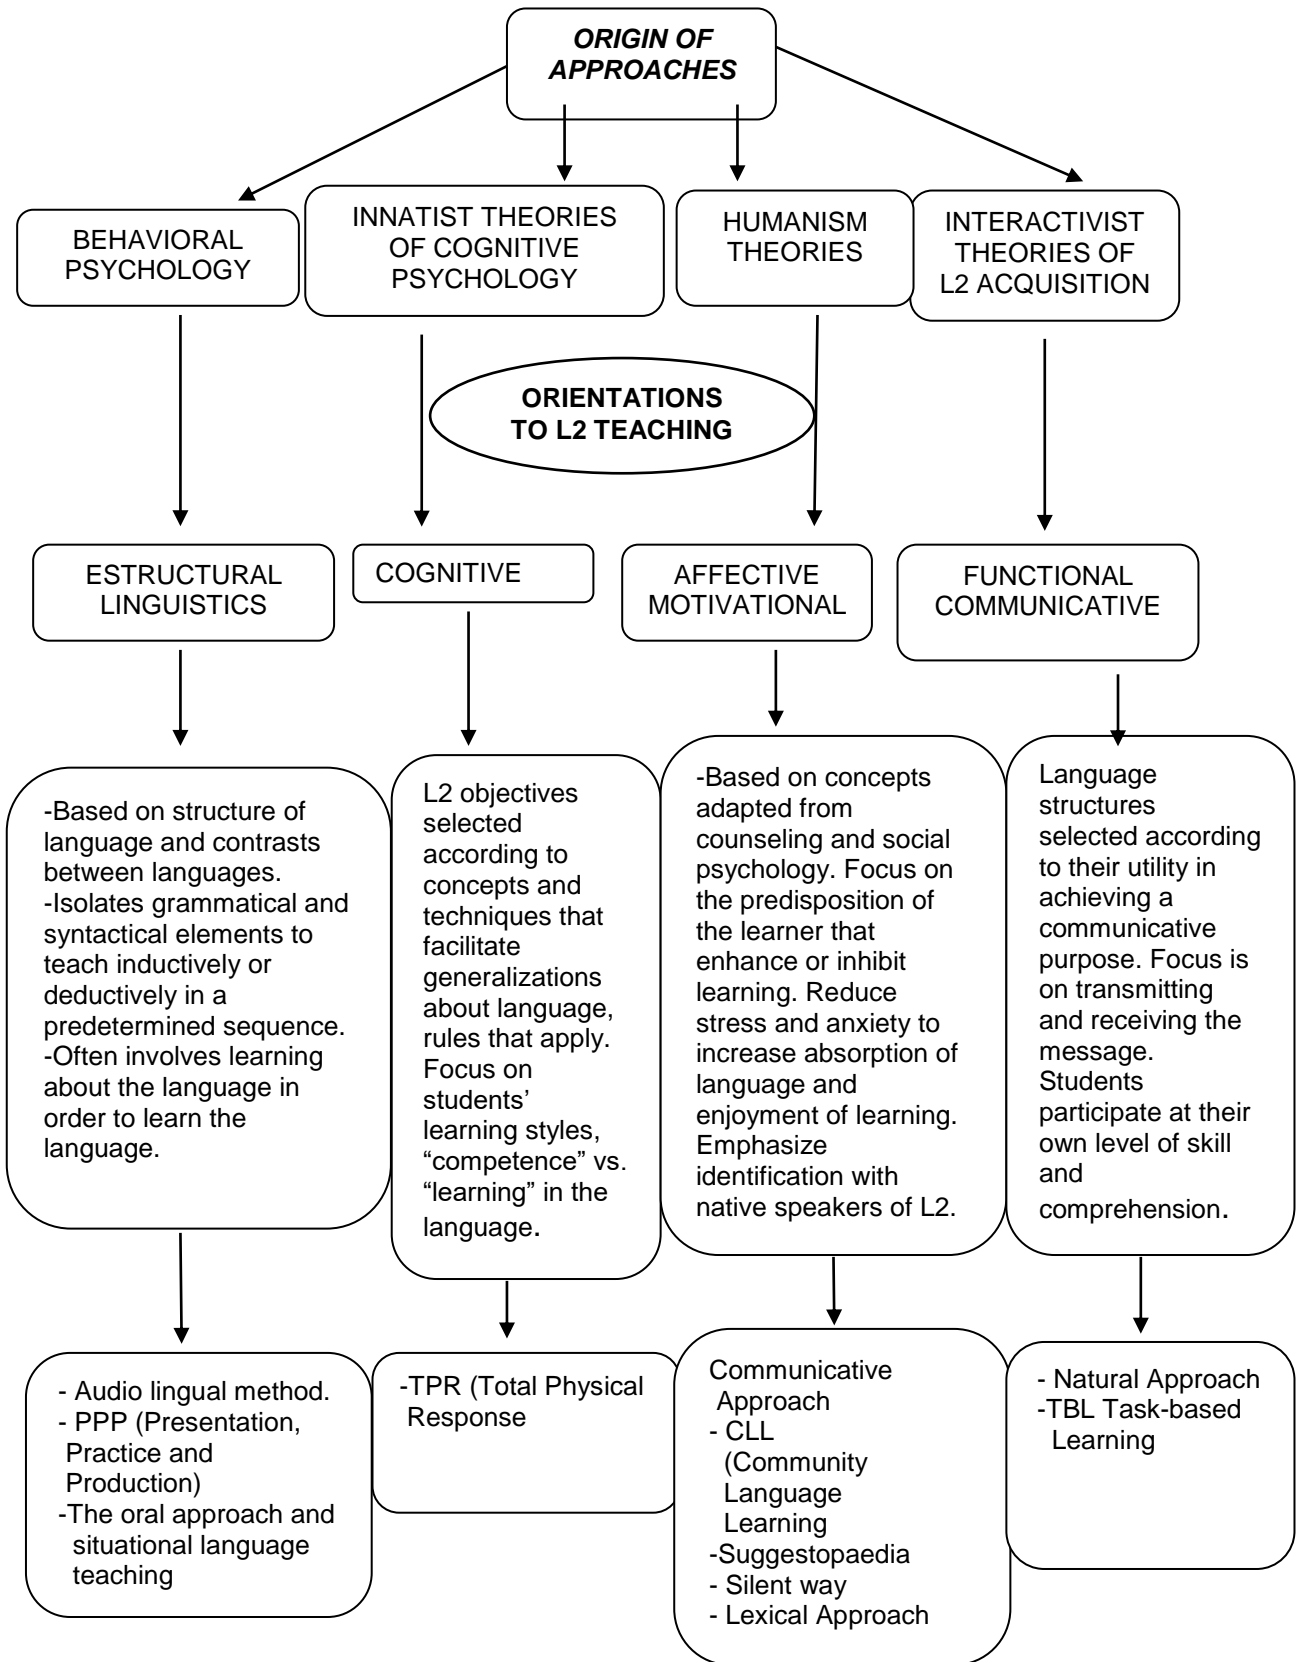 ORIGIN OF
APPROACHES
BEHAVIORAL
PSYCHOLOGY
INNATIST THEORIES
OF COGNITIVE
PSYCHOLOGY
HUMANISM
THEORIES
INTERACTIVIST
THEORIES OF
L2 ACQUISITION
ORIENTATIONS
TO L2 TEACHING
ESTRUCTURAL
LINGUISTICS
COGNITIVE
AFFECTIVE
MOTIVATIONAL
FUNCTIONAL
COMMUNICATIVE
-Based on structure of
language and contrasts
between languages.
-Isolates grammatical and
syntactical elements to
teach inductively or
deductively in a
predetermined sequence.
-Often involves learning
about the language in
order to learn the
language.
L2 objectives
selected
according to
concepts and
techniques that
facilitate
generalizations
about language,
rules that apply.
Focus on
students’
learning styles,
“competence” vs.
“learning” in the
language.
-Based on concepts
adapted from
counseling and social
psychology. Focus on
the predisposition of
the learner that
enhance or inhibit
learning. Reduce
stress and anxiety to
increase absorption of
language and
enjoyment of learning.
Emphasize
identification with
native speakers of L2.
Language
structures
selected according
to their utility in
achieving a
communicative
purpose. Focus is
on transmitting
and receiving the
message.
Students
participate at their
own level of skill
and
comprehension.
- Audio lingual method.
- PPP (Presentation,
Practice and
Production)
-The oral approach and
situational language
teaching
-TPR (Total Physical
Response
Communicative
Approach
- CLL
(Community
Language
Learning
-Suggestopaedia
- Silent way
- Lexical Approach
- Natural Approach
-TBL Task-based
Learning